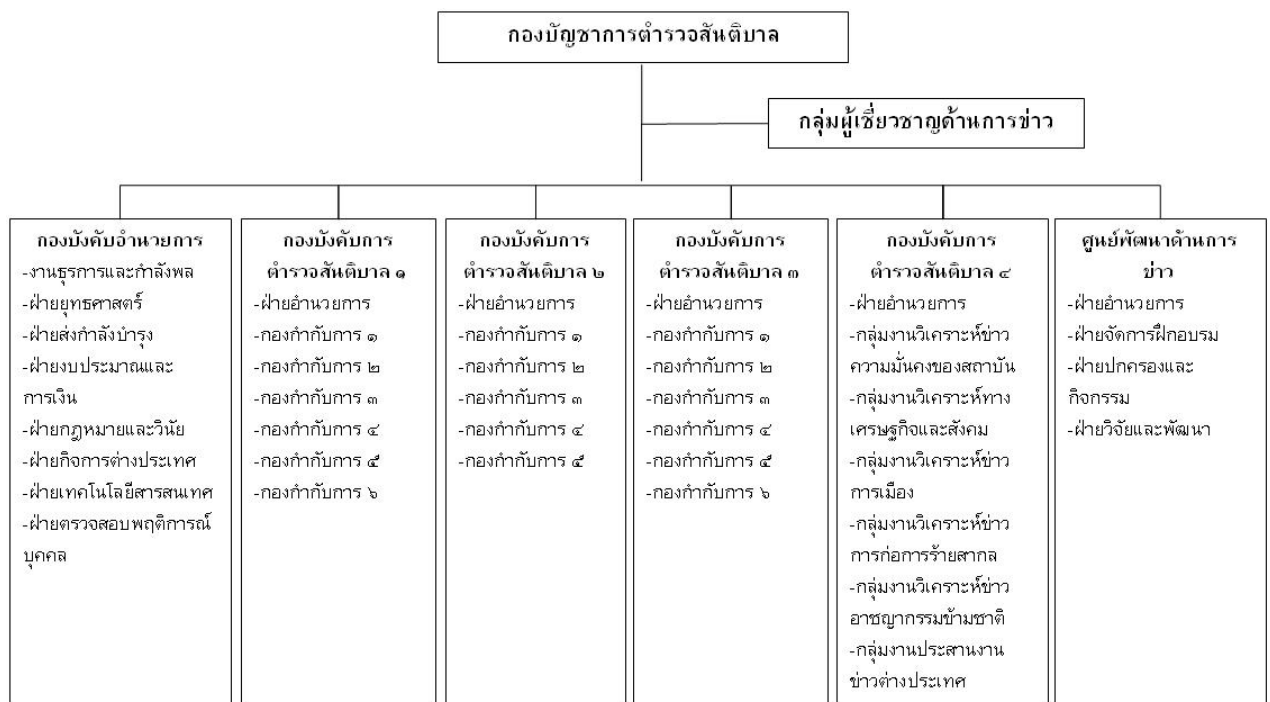 กองบัญชาการตำรวจสันติบาล
กลุ่มผู้เชี่ยวชาญด้านการข่าว
กองบังคับอำนวยการ
-งานธุรการและกำลังพล
-ฝ่ายยุทธศาสตร์
-ฝ่ายส่งกำลังบำรุง
-ฝ่ายงบประมาณและ
การเงิน
-ฝ่ายกฎหมายและวินัย
-ฝ่ายกิจการต่างประเทศ
-ฝ่ายเทคโนโลยีสารสนเทศ
-ฝ่ายตรวจสอบพฤติการณ์
บุคคล
กองบังคับการ
ตำรวจสันติบาล ๑
-ฝ่ายอำนวยการ
-กองกำกับการ ๑
-กองกำกับการ ๒
-กองกำกับการ ๓
-กองกำกับการ ๔
-กองกำกับการ ๕
-กองกำกับการ ๖
กองบังคับการ
ตำรวจสันติบาล ๒
-ฝ่ายอำนวยการ
-กองกำกับการ ๑
-กองกำกับการ ๒
-กองกำกับการ ๓
-กองกำกับการ ๔
-กองกำกับการ ๕
กองบังคับการ
ตำรวจสันติบาล ๓
-ฝ่ายอำนวยการ
-กองกำกับการ ๑
-กองกำกับการ ๒
-กองกำกับการ ๓
-กองกำกับการ ๔
-กองกำกับการ ๕
-กองกำกับการ ๖
กองบังคับการ
ตำรวจสันติบาล ๔
-ฝ่ายอำนวยการ
-กลุ่มงานวิเคราะห์ข่าว
ความมั่นคงของสถาบัน
-กลุ่มงานวิเคราะห์ทาง
เศรษฐกิจและสังคม
-กลุ่มงานวิเคราะห์ข่าว
การเมือง
-กลุ่มงานวิเคราะห์ข่าว
การก่อการร้ายสากล
-กลุ่มงานวิเคราะห์ข่าว
อาชญากรรมข้ามชาติ
-กลุ่มงานประสานงาน
ข่าวต่างประเทศ
ศูนย์พัฒนาด้านการ
ข่าว
-ฝ่ายอำนวยการ
-ฝ่ายจัดการฝึกอบรม
-ฝ่ายปกครองและ
กิจกรรม
-ฝ่ายวิจัยและพัฒนา